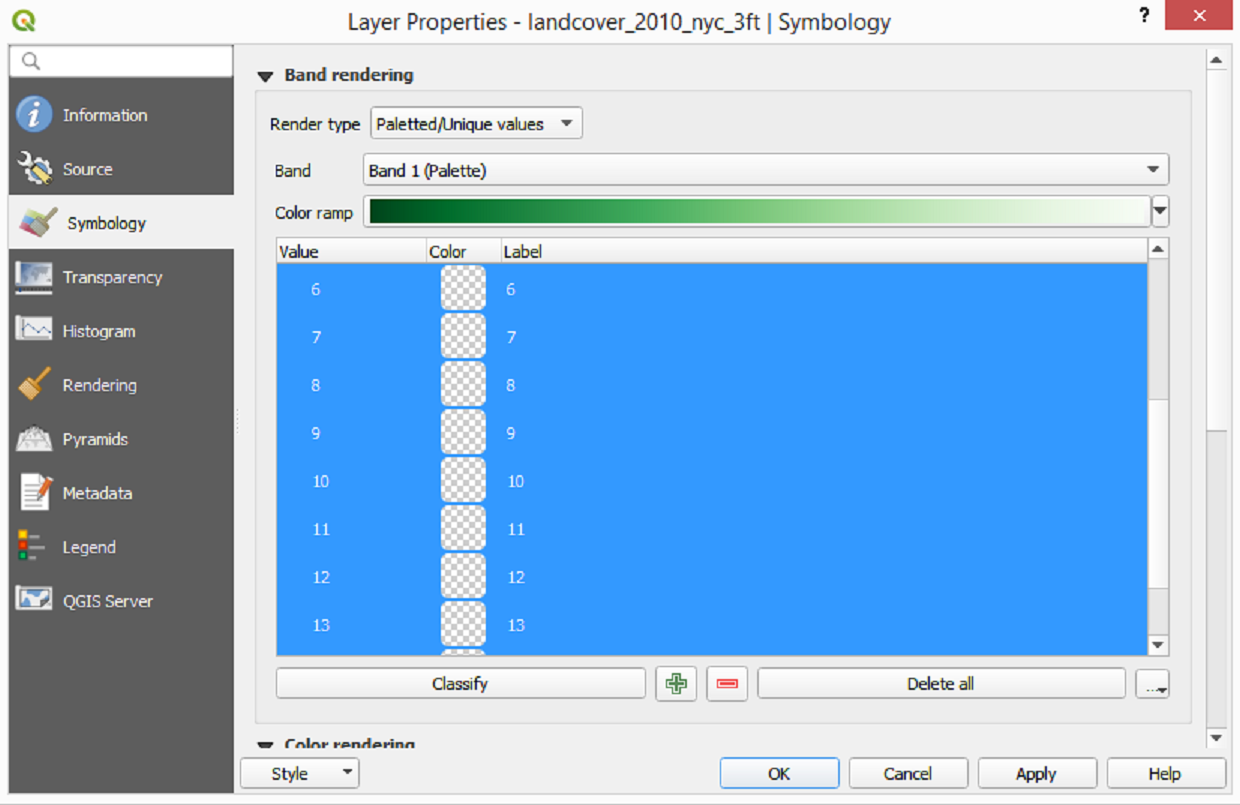 Layer Properties - landcover_2010_nyc_3ft | Symbology
?
Information
Source
Symbology
Transparency
Histogram
Rendering
Pyramids
Metadata
Legend
QGIS Server
Band rendering
Render type Paletted/Unique values
Band Band 1 (Palette)
Color ramp
Value Color Label
6 6
7 7
8 8
9 9
10 10
11 11
12 12
13 13
Classify Delete all ...
Color rendering
Style OK Cancel Apply Help